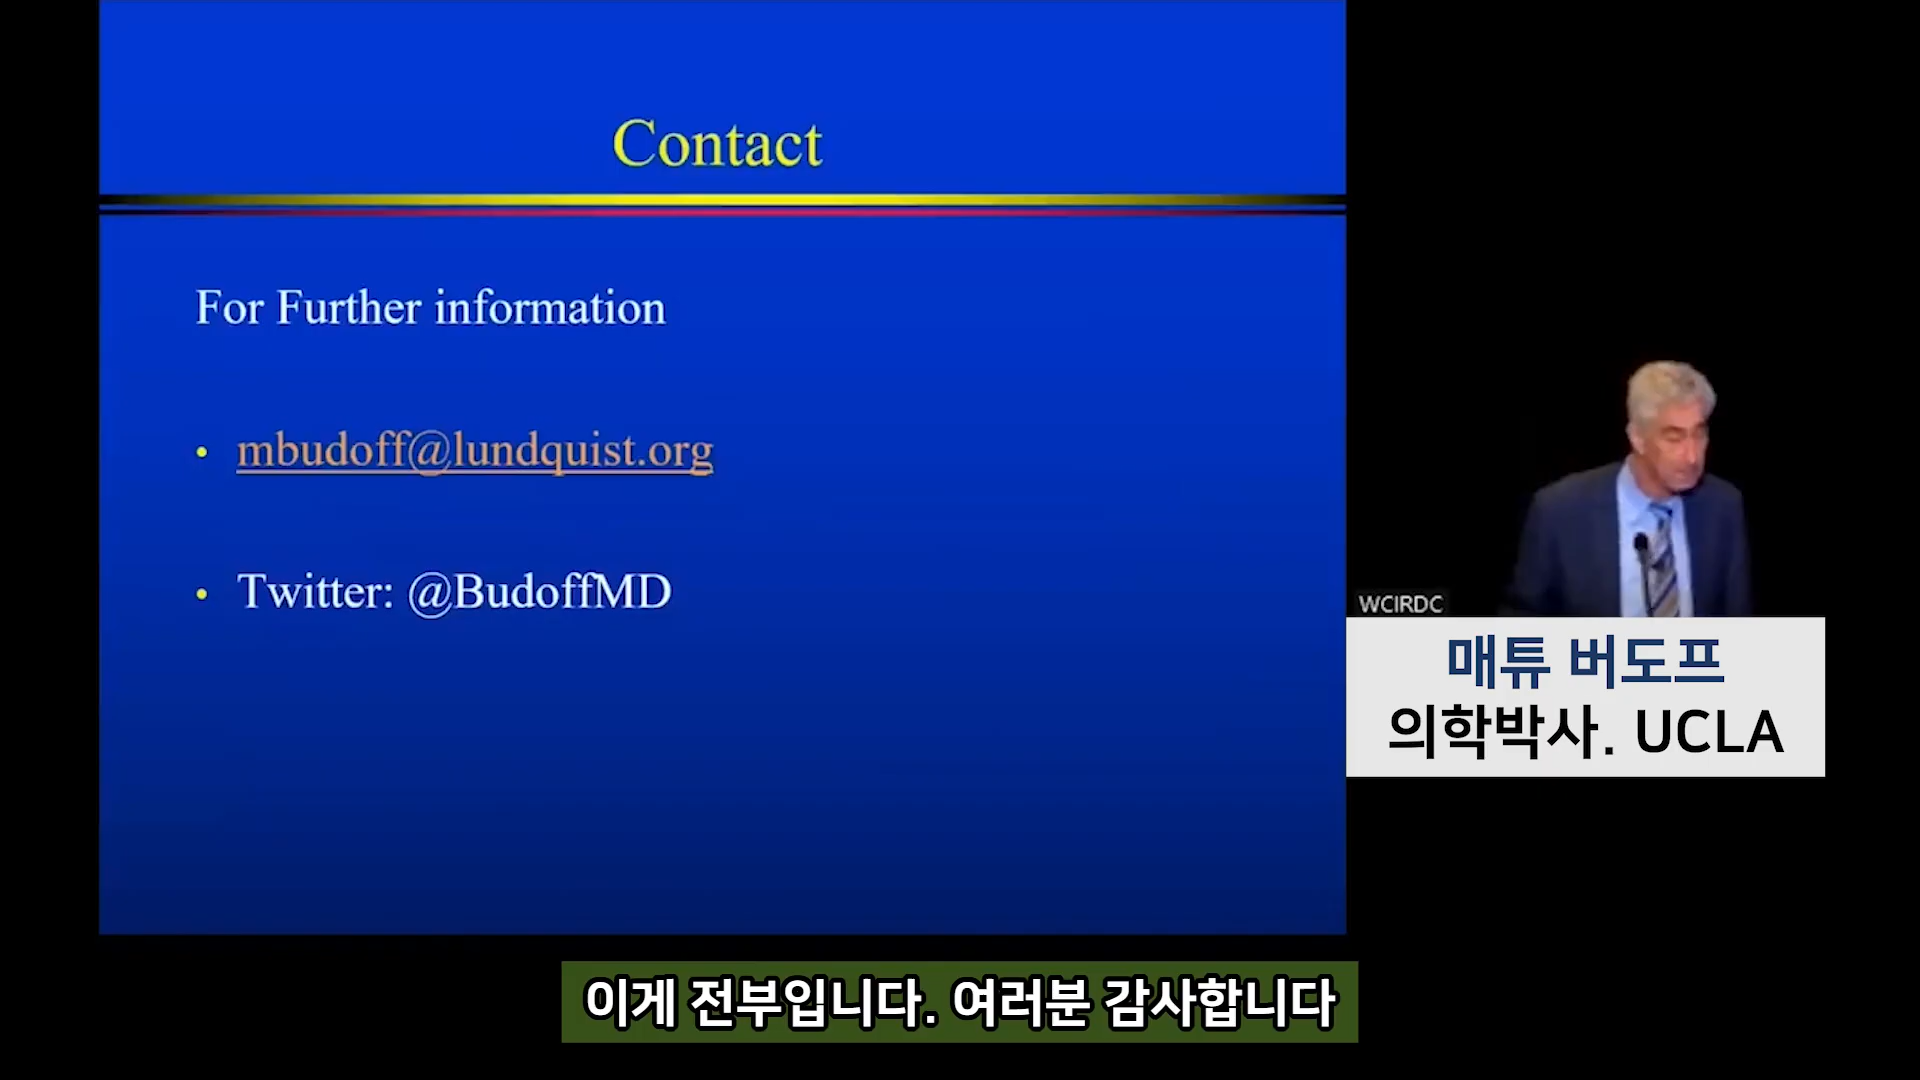 Contact
For Further information
• mbudoff@lundquist.org
• Twitter: @BudoffMD
WCIRDC
매튜 버도프
의학박사. UCLA
이게 전부입니다. 여러분 감사합니다